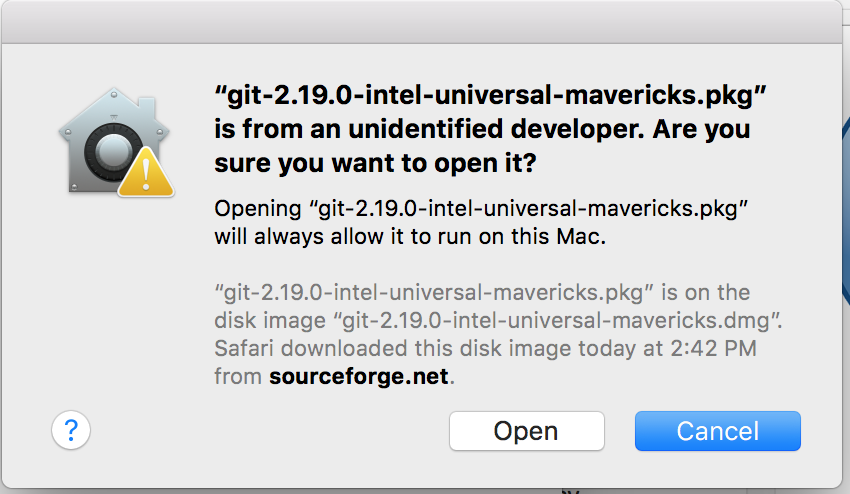 “git-2.19.0-intel-universal-mavericks.pkg”
is from an unidentified developer. Are you
sure you want to open it?
Opening “git-2.19.0-intel-universal-mavericks.pkg”
will always allow it to run on this Mac.
“git-2.19.0-intel-universal-mavericks.pkg” is on the
disk image “git-2.19.0-intel-universal-mavericks.dmg”.
Safari downloaded this disk image today at 2:42 PM
from sourceforge.net.
?
Open
Cancel